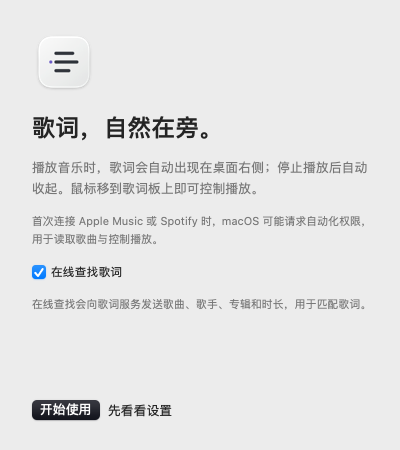 歌词，自然在旁。
播放音乐时，歌词会自动出现在桌面右侧；停止播放后自动
收起。鼠标移到歌词板上即可控制播放。
首次连接 Apple Music 或 Spotify 时，macOS 可能请求自动化权限，
用于读取歌曲与控制播放。
在线查找歌词
在线查找会向歌词服务发送歌曲、歌手、专辑和时长，用于匹配歌词。
开始使用 先看看设置